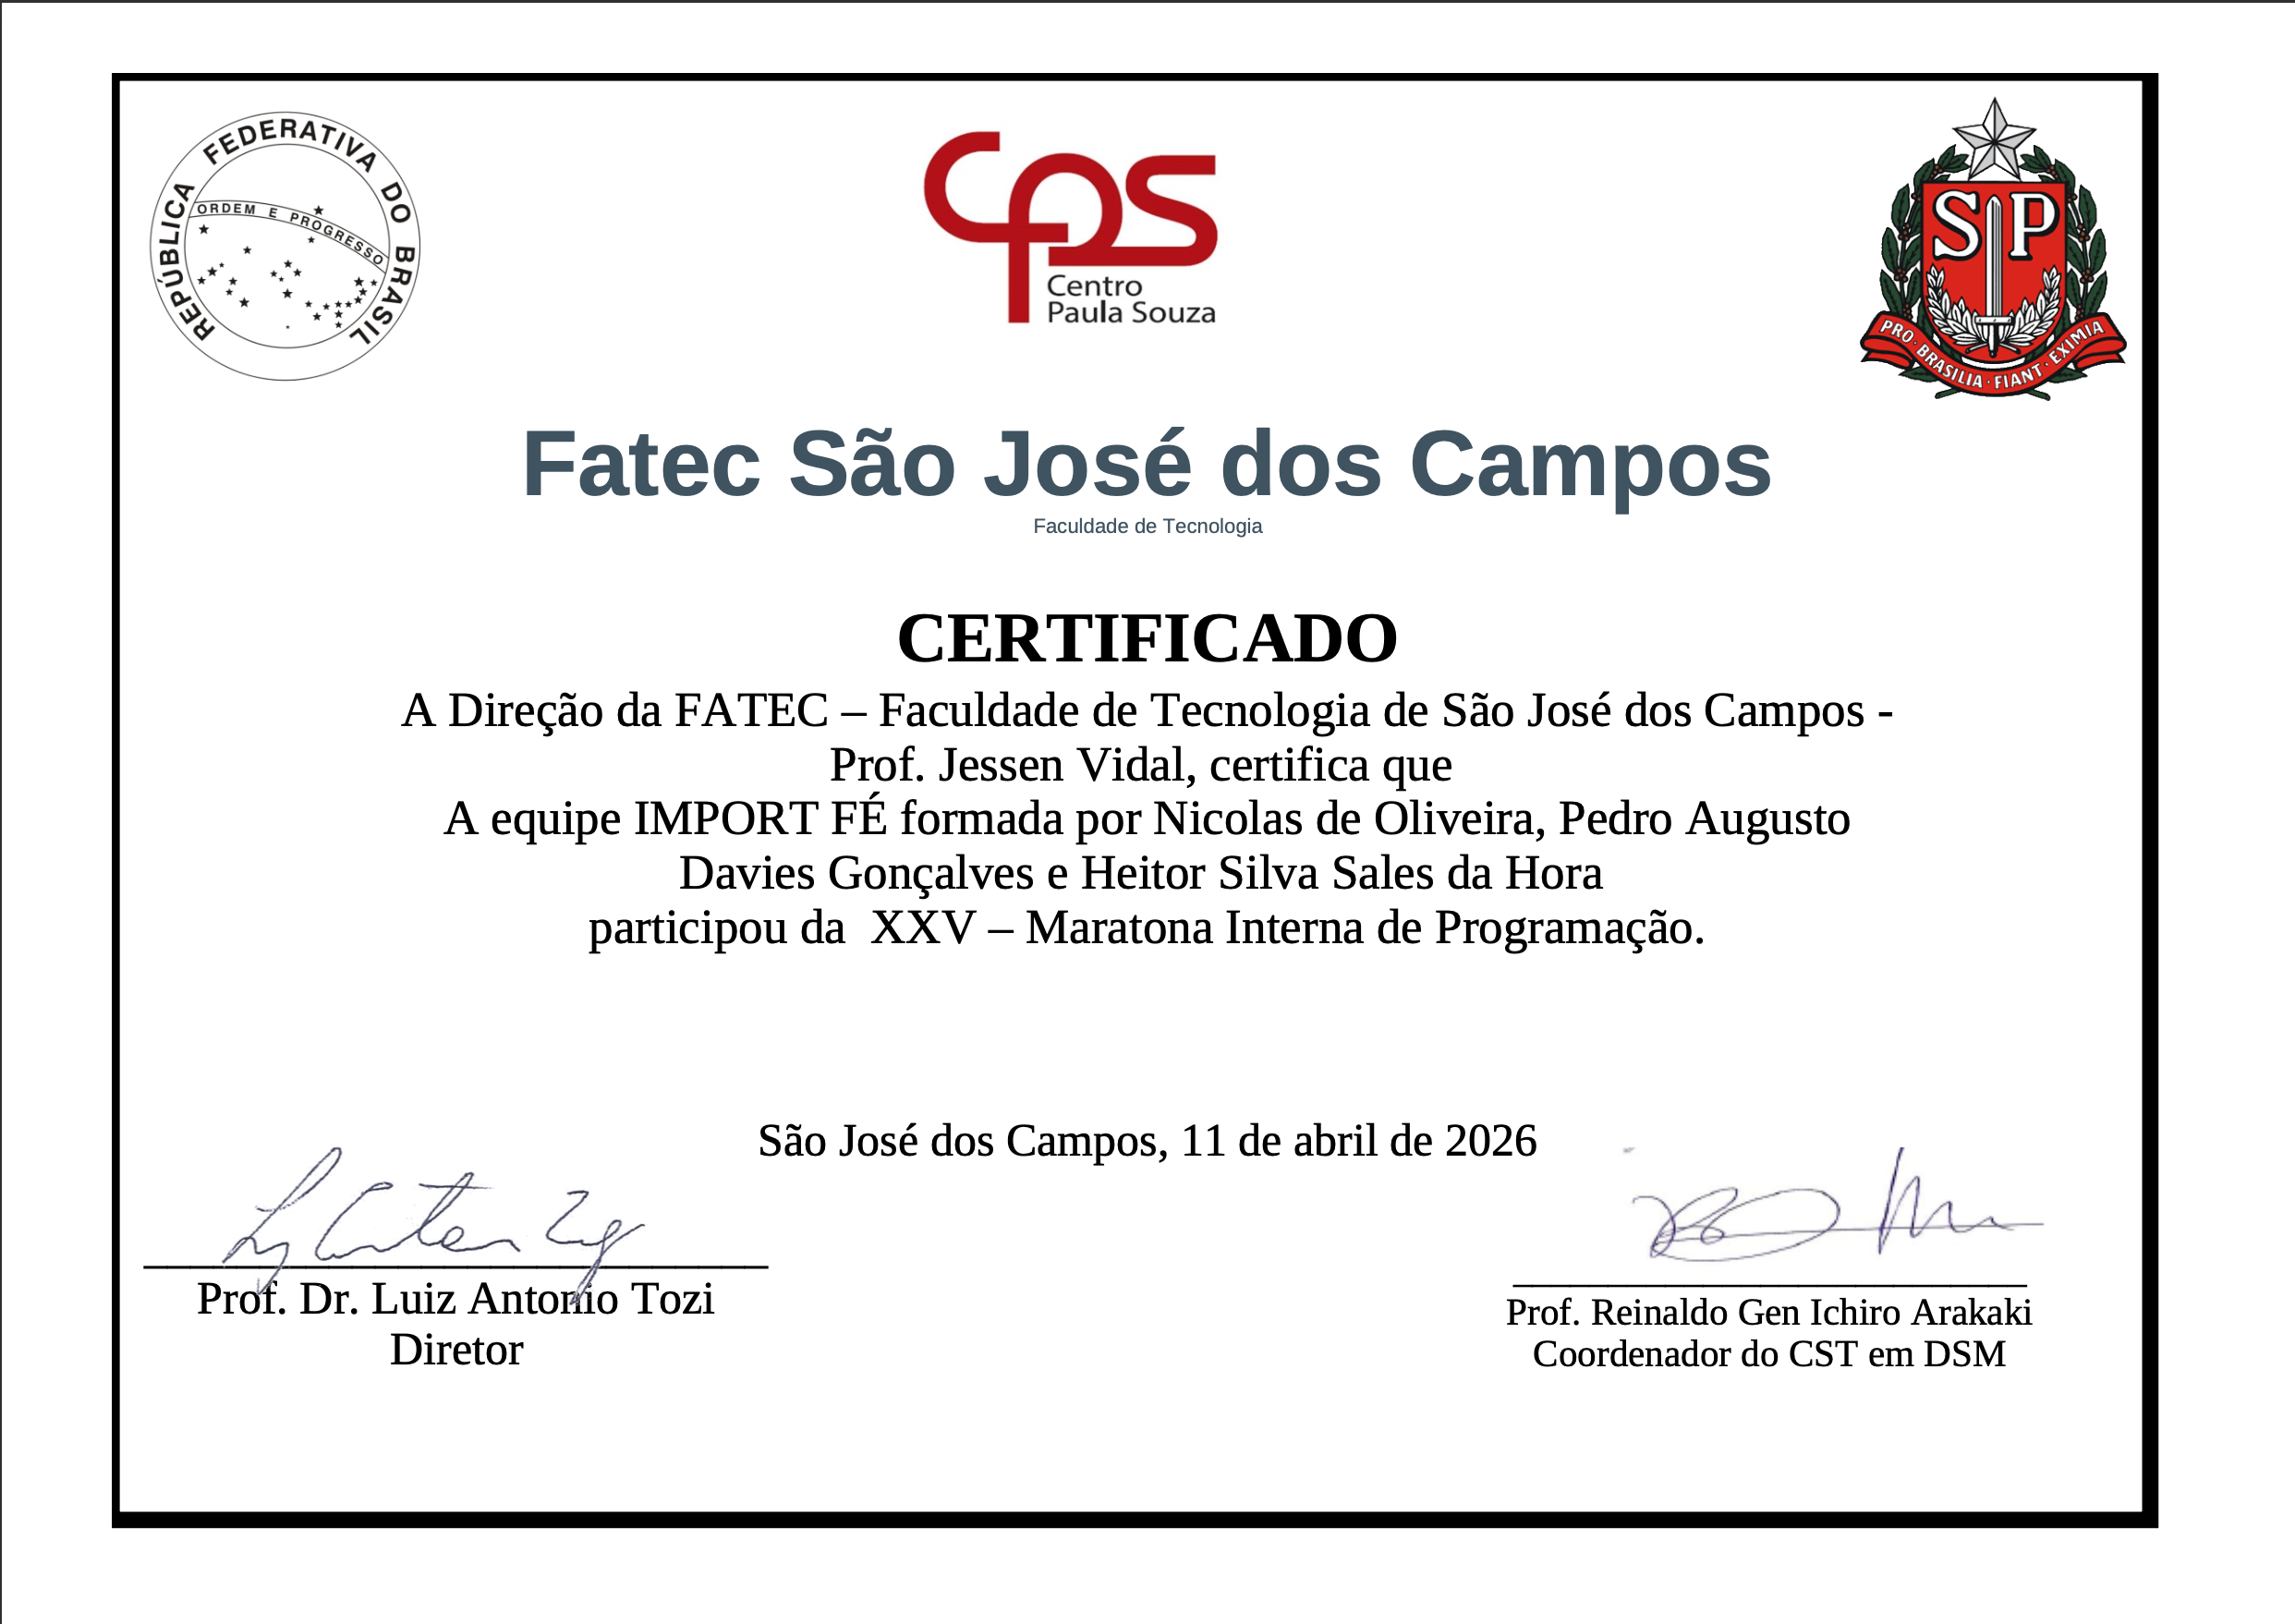 REPÚBLICA FEDERATIVA DO BRASIL
ORDEM E PROGRESSO
cps
Centro
Paula Souza
SP
PRO·BRASILIA·FIANT·EXIMIA
Fatec São José dos Campos
Faculdade de Tecnologia
CERTIFICADO
A Direção da FATEC – Faculdade de Tecnologia de São José dos Campos -
Prof. Jessen Vidal, certifica que
A equipe IMPORT FÉ formada por Nicolas de Oliveira, Pedro Augusto
Davies Gonçalves e Heitor Silva Sales da Hora
participou da  XXV – Maratona Interna de Programação.
São José dos Campos, 11 de abril de 2026
Prof. Dr. Luiz Antonio Tozi
Diretor
Prof. Reinaldo Gen Ichiro Arakaki
Coordenador do CST em DSM